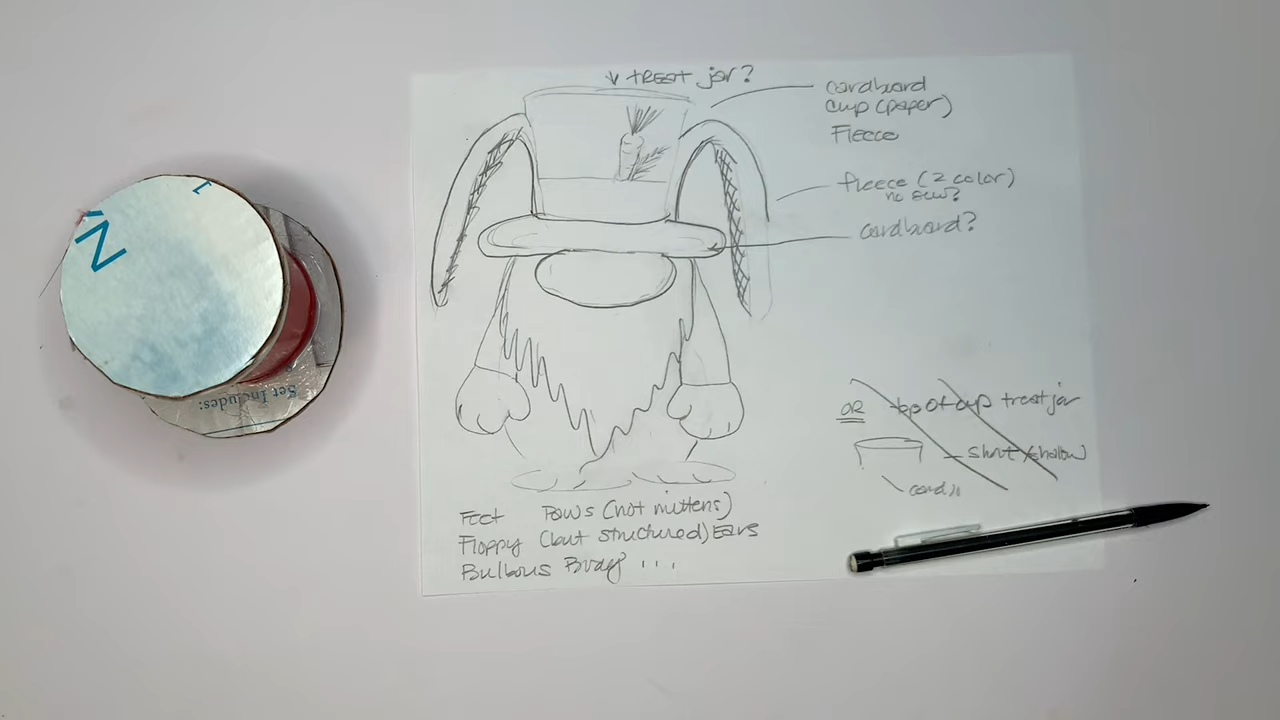 ↓ TREAT jar?
cardboard
cup (paper)
Fleece
fleece (2 color)
no sew?
cardboard?
OR top of cup treat jar
short / shallow
Feet Paws (not mittens)
Floppy (but structured) Ears
Bulbous Body ...
N
Set Includes: